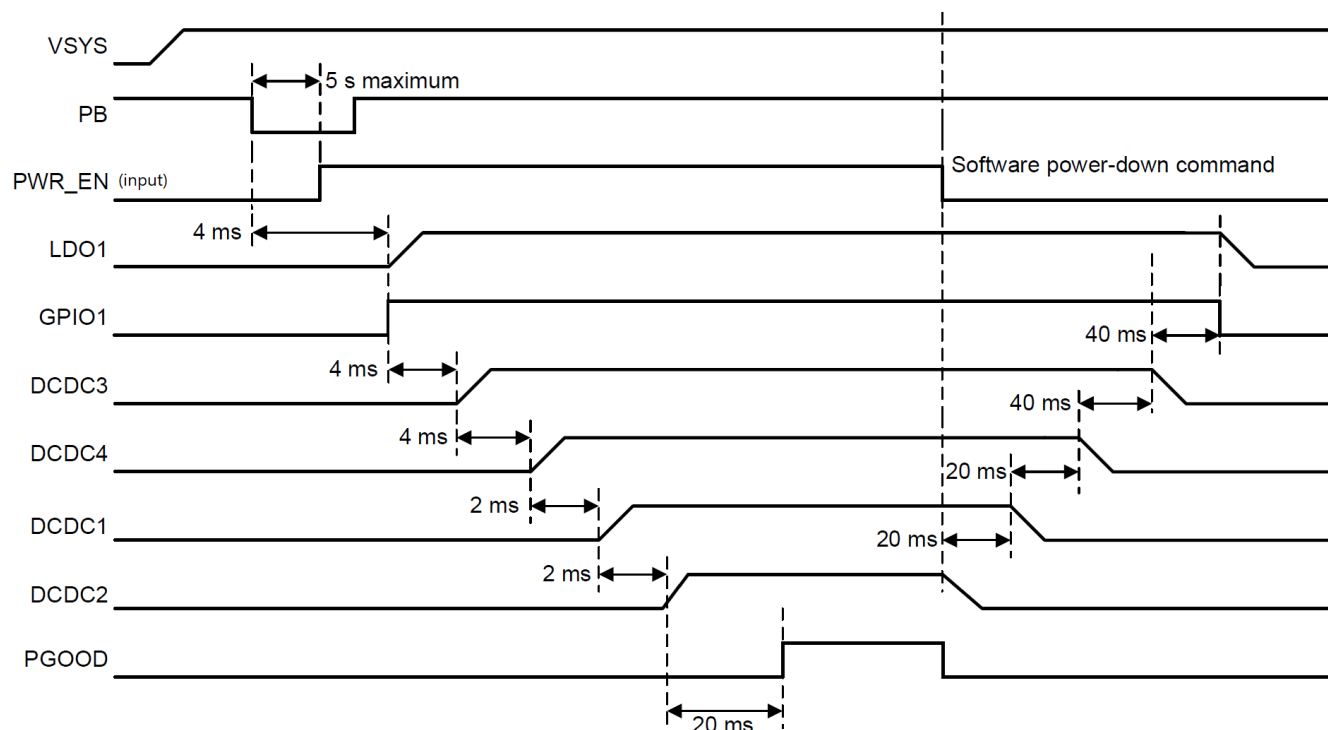 VSYS
5 s maximum
PB
Software power-down command
PWR_EN (input)
4 ms
LDO1
GPIO1
40 ms
4 ms
DCDC3
40 ms
4 ms
DCDC4
20 ms
2 ms
DCDC1
20 ms
2 ms
DCDC2
PGOOD
20 ms